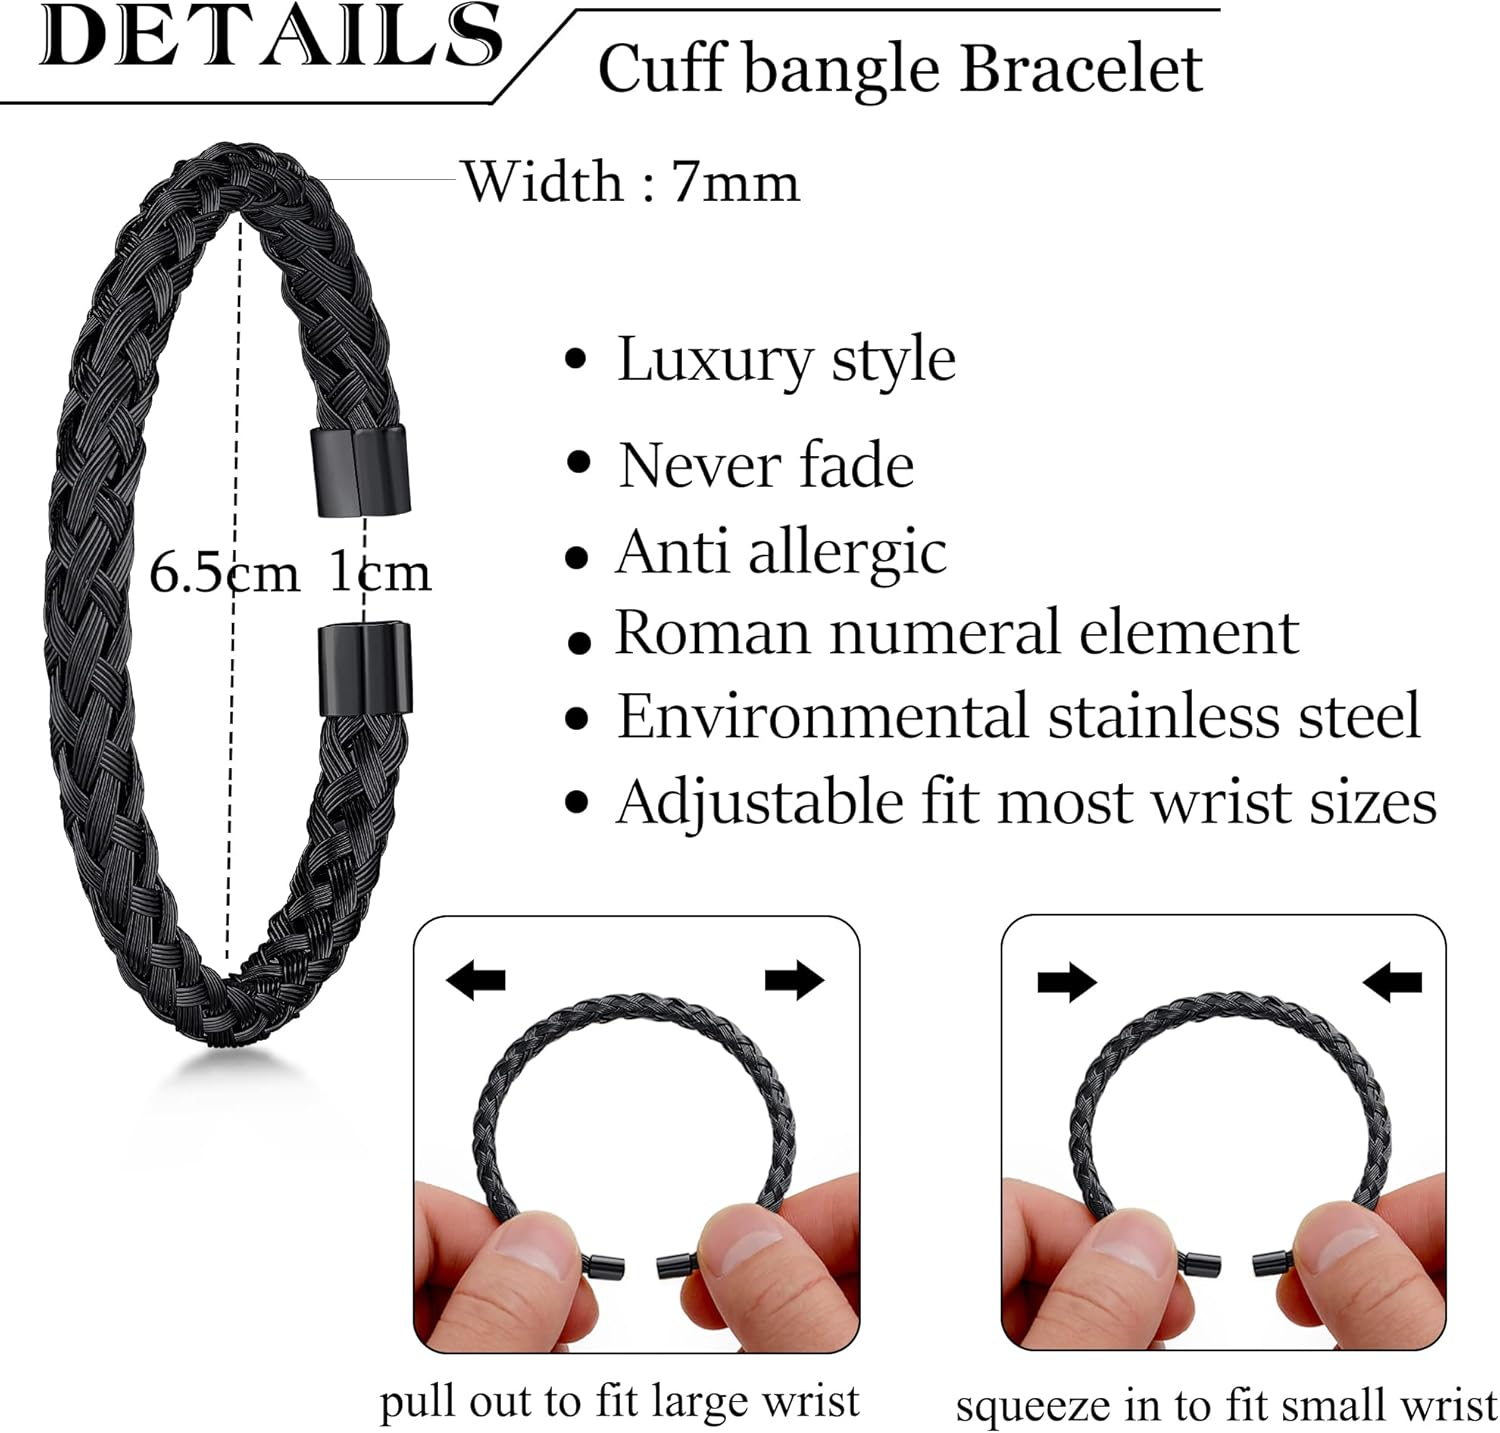 DETAILS
Cuff bangle Bracelet
Width : 7mm
• Luxury style
• Never fade
• Anti allergic
6.5cm 1cm
• Roman numeral element
• Environmental stainless steel
• Adjustable fit most wrist sizes
pull out to fit large wrist
squeeze in to fit small wrist